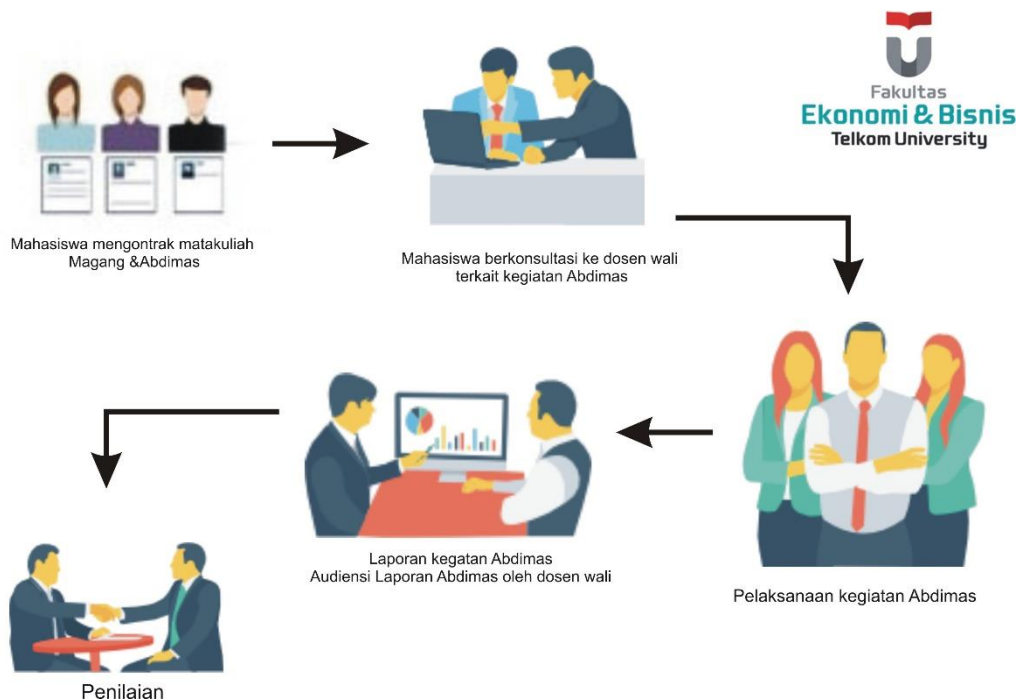 Fakultas
Ekonomi & Bisnis
Telkom University
Mahasiswa mengontrak matakuliah
Magang &Abdimas
Mahasiswa berkonsultasi ke dosen wali
terkait kegiatan Abdimas
Laporan kegatan Abdimas
Audiensi Laporan Abdimas oleh dosen wali
Pelaksanaan kegiatan Abdimas
Penilaian